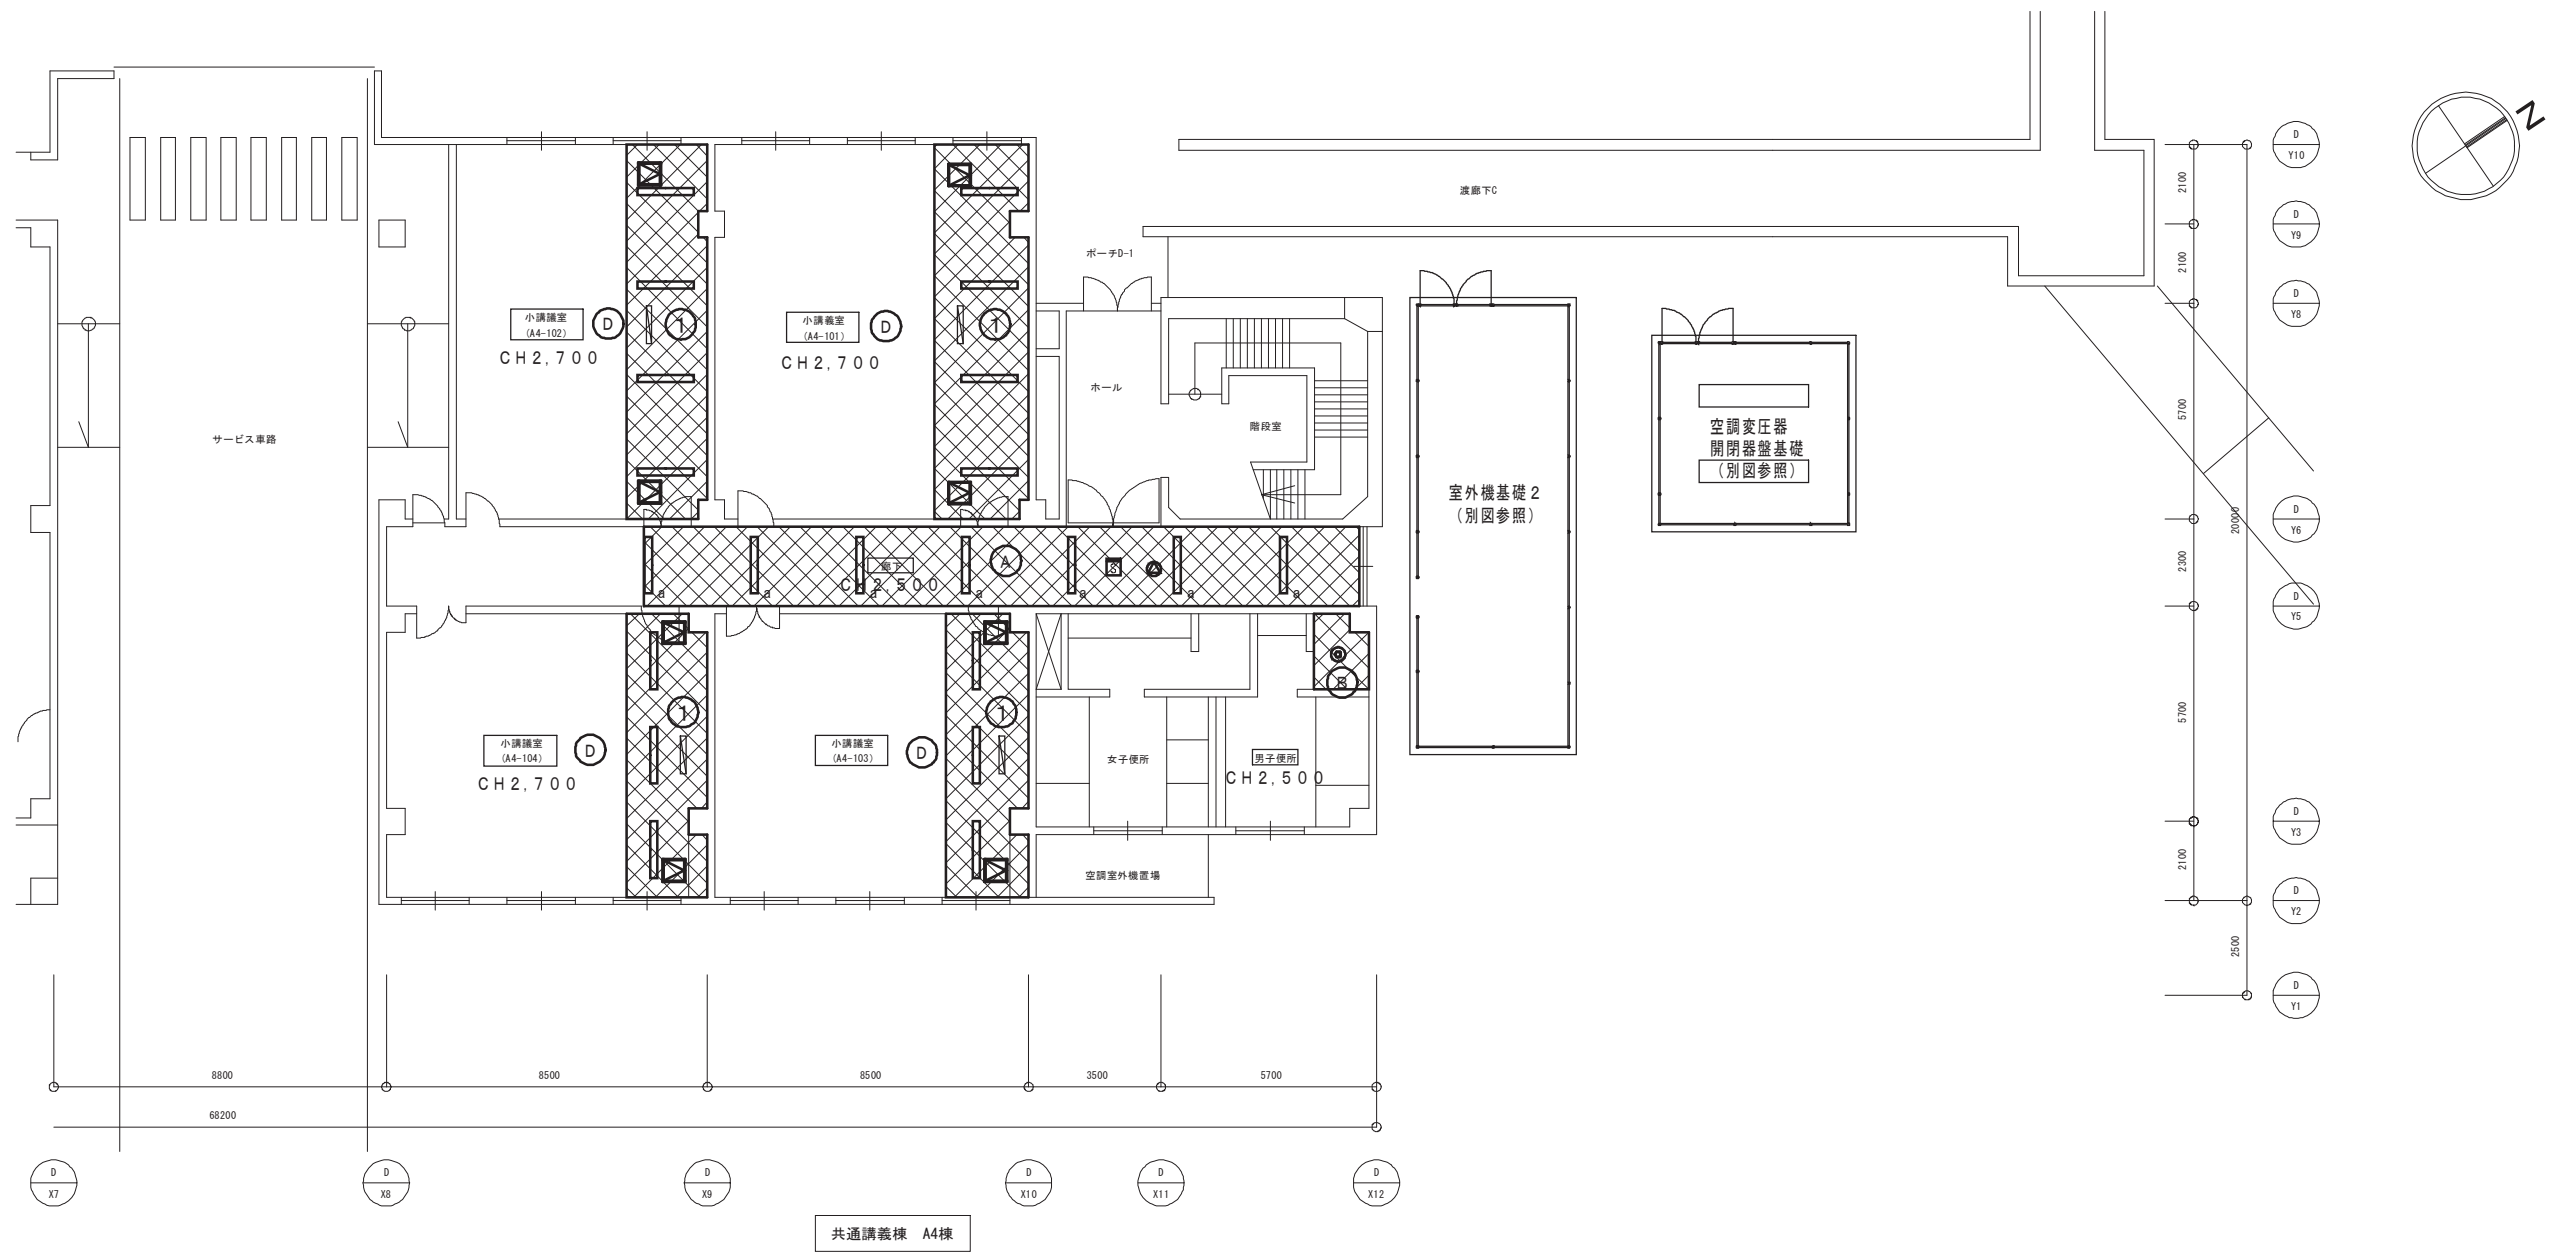 N
D
Y10
2100
渡廊下C
D
Y9
ポーチD-1
2100
D
Y8
小講議室
(A4-102)
D
CH2,700
1
小講義室
(A4-101)
D
CH2,700
1
ホール
階段室
サービス車路
空調変圧器
開閉器盤基礎
(別図参照)
5700
室外機基礎2
(別図参照)
20000
D
Y6
2300
廊下
CH2,500
A
S
a
a
a
a
a
a
a
D
Y5
@
B
小講議室
(A4-104)
D
CH2,700
1
小講議室
(A4-103)
D
1
女子便所
男子便所
CH2,500
5700
D
Y3
2100
空調室外機置場
D
Y2
2500
D
Y1
8800
8500
8500
3500
5700
68200
D
X7
D
X8
D
X9
D
X10
D
X11
D
X12
共通講義棟 A4棟